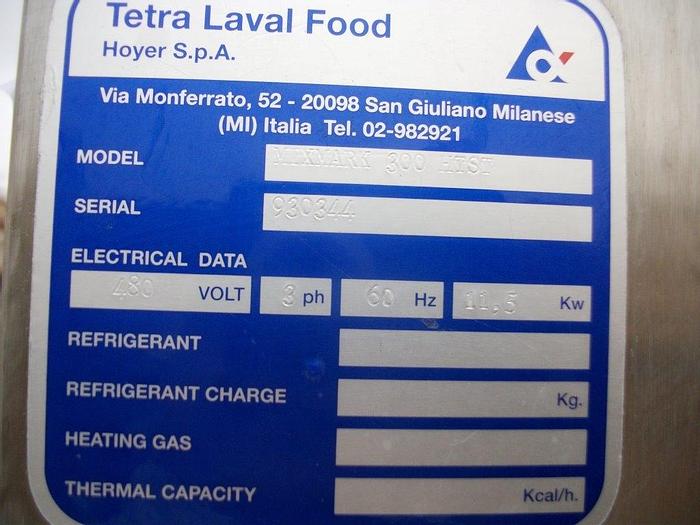 Tetra Laval Food
Hoyer S.p.A.
Via Monferrato, 52 - 20098 San Giuliano Milanese
(MI) Italia Tel. 02-982921
MODEL MIXMARK 300 HTST
SERIAL 930344
ELECTRICAL DATA
480 VOLT 3 ph 60 Hz 11,5 Kw
REFRIGERANT
REFRIGERANT CHARGE Kg.
HEATING GAS
THERMAL CAPACITY Kcal/h.